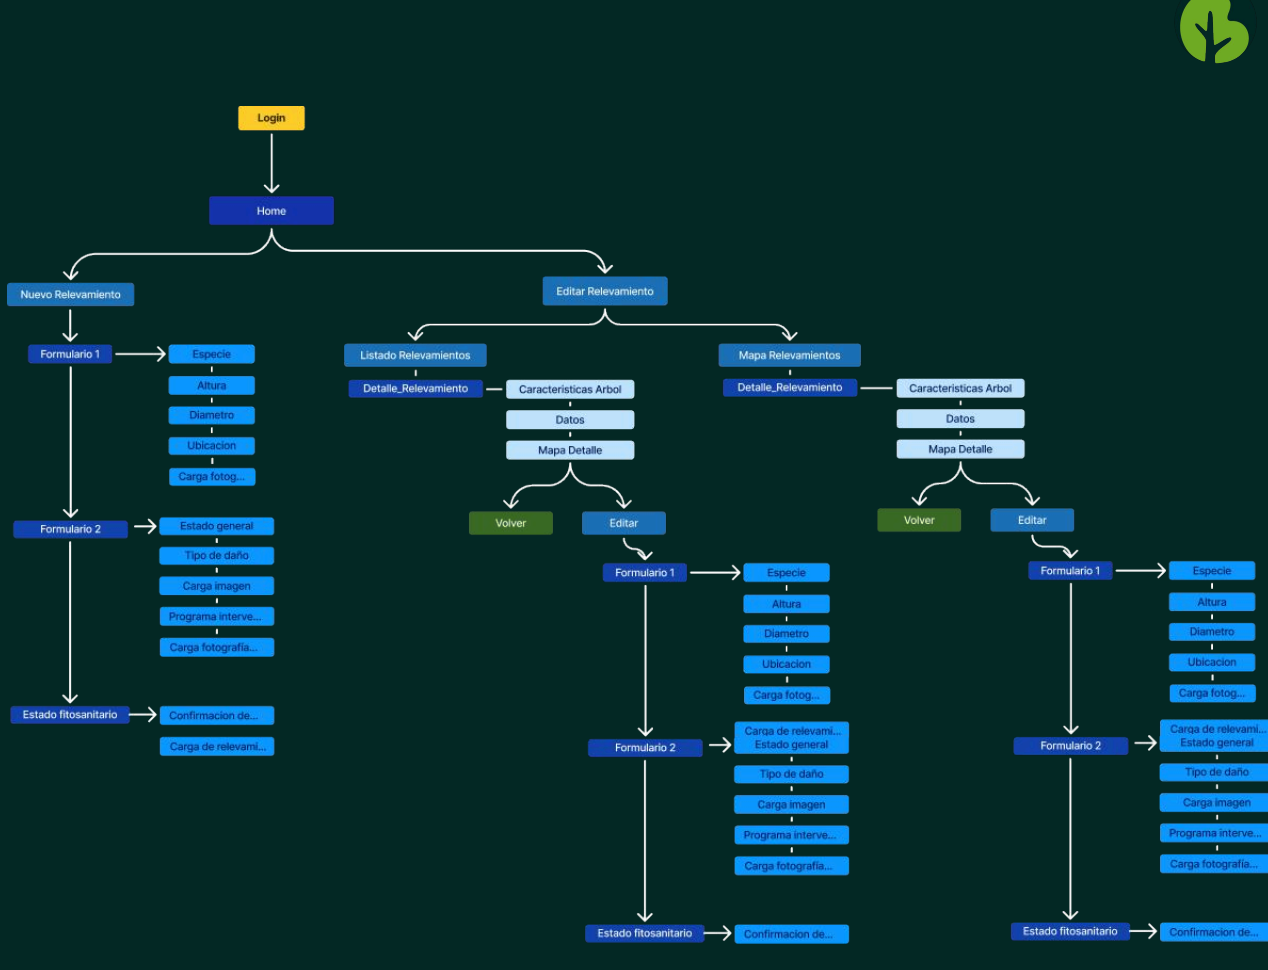 Login
Home
Nuevo Relevamiento
Formulario 1
Especie
Altura
Diametro
Ubicacion
Carga fotog...
Formulario 2
Estado general
Tipo de daño
Carga imagen
Programa interve...
Carga fotografía...
Estado fitosanitario
Confirmacion de...
Carga de relevami...
Editar Relevamiento
Listado Relevamientos
Detalle_Relevamiento
Caracteristicas Arbol
Datos
Mapa Detalle
Volver
Editar
Formulario 1
Especie
Altura
Diametro
Ubicacion
Carga fotog...
Formulario 2
Carga de relevami...
Estado general
Tipo de daño
Carga imagen
Programa interve...
Carga fotografía...
Estado fitosanitario
Confirmacion de...
Mapa Relevamientos
Detalle_Relevamiento
Caracteristicas Arbol
Datos
Mapa Detalle
Volver
Editar
Formulario 1
Especie
Altura
Diametro
Ubicacion
Carga fotog...
Formulario 2
Carga de relevami...
Estado general
Tipo de daño
Carga imagen
Programa interve...
Carga fotografía...
Estado fitosanitario
Confirmacion de...